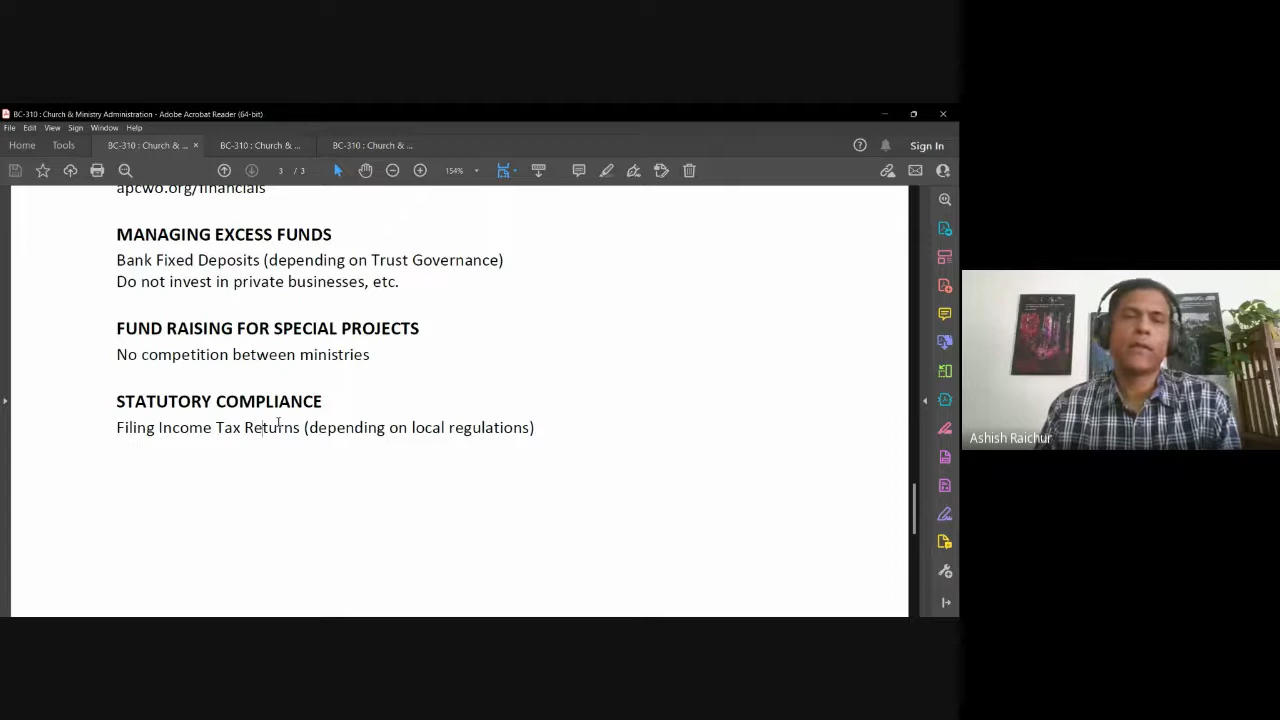 BC-310 : Church & Ministry Administration - Adobe Acrobat Reader (64-bit)
File Edit View Sign Window Help
Home Tools BC-310 : Church & ... × BC-310 : Church & ... BC-310 : Church & ... Sign In
3 / 3 154%
apcwo.org/financials
MANAGING EXCESS FUNDS
Bank Fixed Deposits (depending on Trust Governance)
Do not invest in private businesses, etc.
FUND RAISING FOR SPECIAL PROJECTS
No competition between ministries
STATUTORY COMPLIANCE
Filing Income Tax Returns (depending on local regulations)
Ashish Raichur